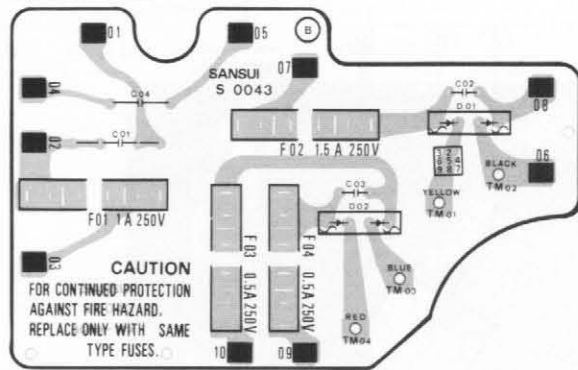 01
05
B
04
C04
SANSUI
S 0043
07
C02
08
02
C01
D01
F02 1.5A 250V
3 2
6 5 4
9 8 7
BLACK
TM02
06
F01 1A 250V
C03
YELLOW
TM01
D02
03
F03 0.5A 250V
F04 0.5A 250V
CAUTION
FOR CONTINUED PROTECTION
AGAINST FIRE HAZARD.
REPLACE ONLY WITH SAME
TYPE FUSES.
BLUE
TM03
RED
TM04
10
09